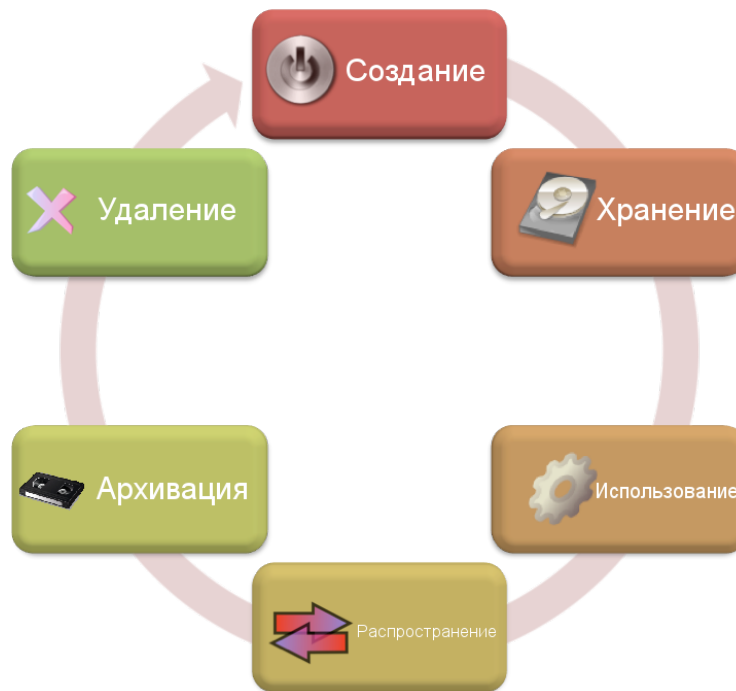 Создание
Хранение
Использование
Распространение
Архивация
Удаление